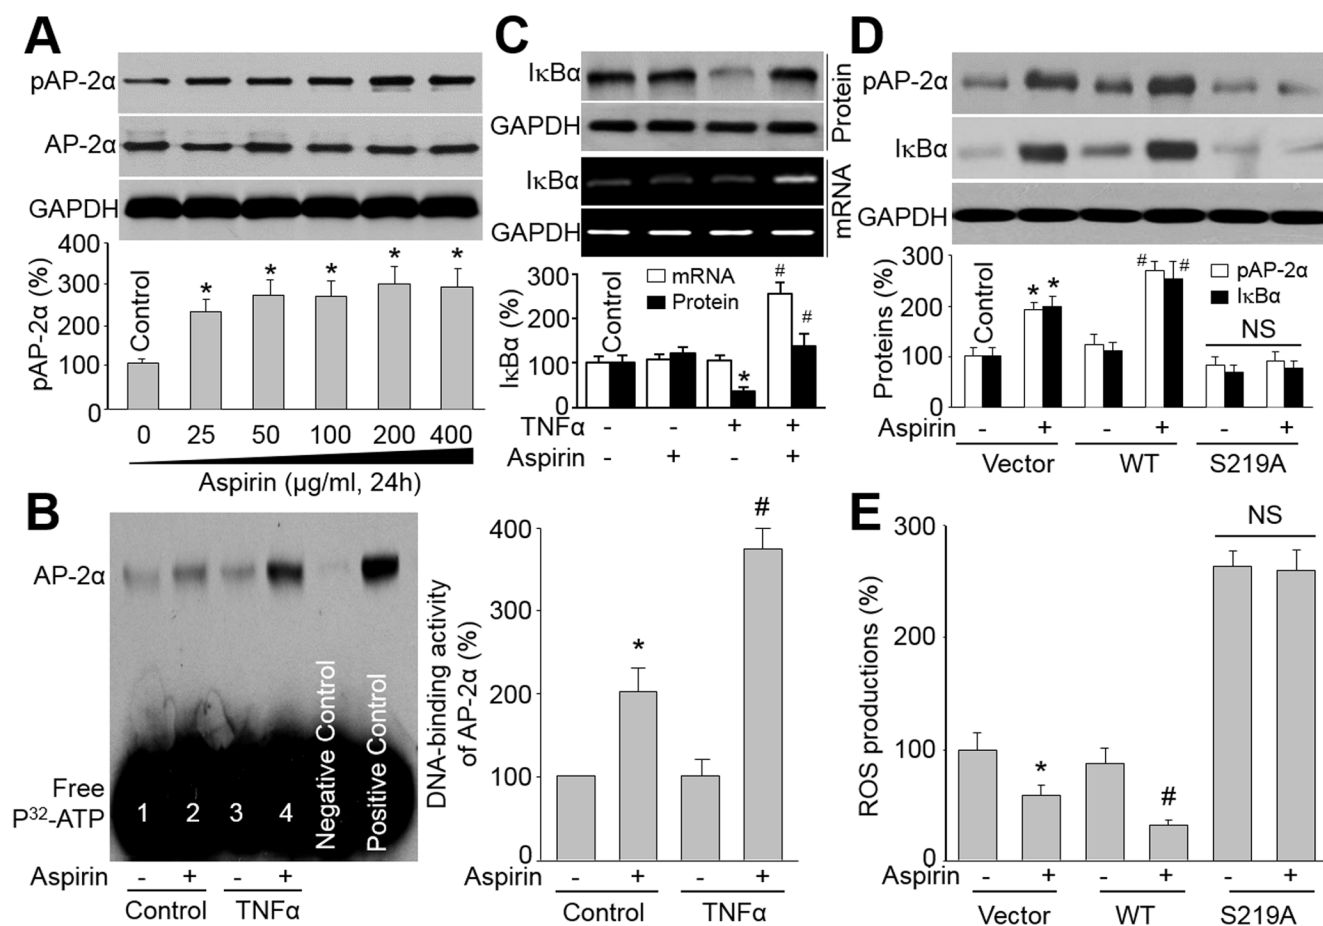 A
pAP-2α
AP-2α
GAPDH
pAP-2α (%)
400
300
200
100
0
Control
*
*
*
*
*
0 25 50 100 200 400
Aspirin (μg/ml, 24h)
B
AP-2α
Free
P32-ATP
1 2 3 4
Negative Control
Positive Control
Aspirin - + - +
Control TNFα
DNA-binding activity
of AP-2α (%)
400
300
200
100
0
*
#
Aspirin - + - +
Control TNFα
C
IκBα
GAPDH
Protein
IκBα
GAPDH
mRNA
IκBα (%)
300
200
100
0
Control
mRNA
Protein
*
#
#
TNFα - - + +
Aspirin - + - +
D
pAP-2α
IκBα
GAPDH
Proteins (%)
300
200
100
0
Control
* *
# #
pAP-2α
IκBα
NS
Aspirin - + - + - +
Vector WT S219A
E
ROS productions (%)
300
200
100
0
*
#
NS
Aspirin - + - + - +
Vector WT S219A